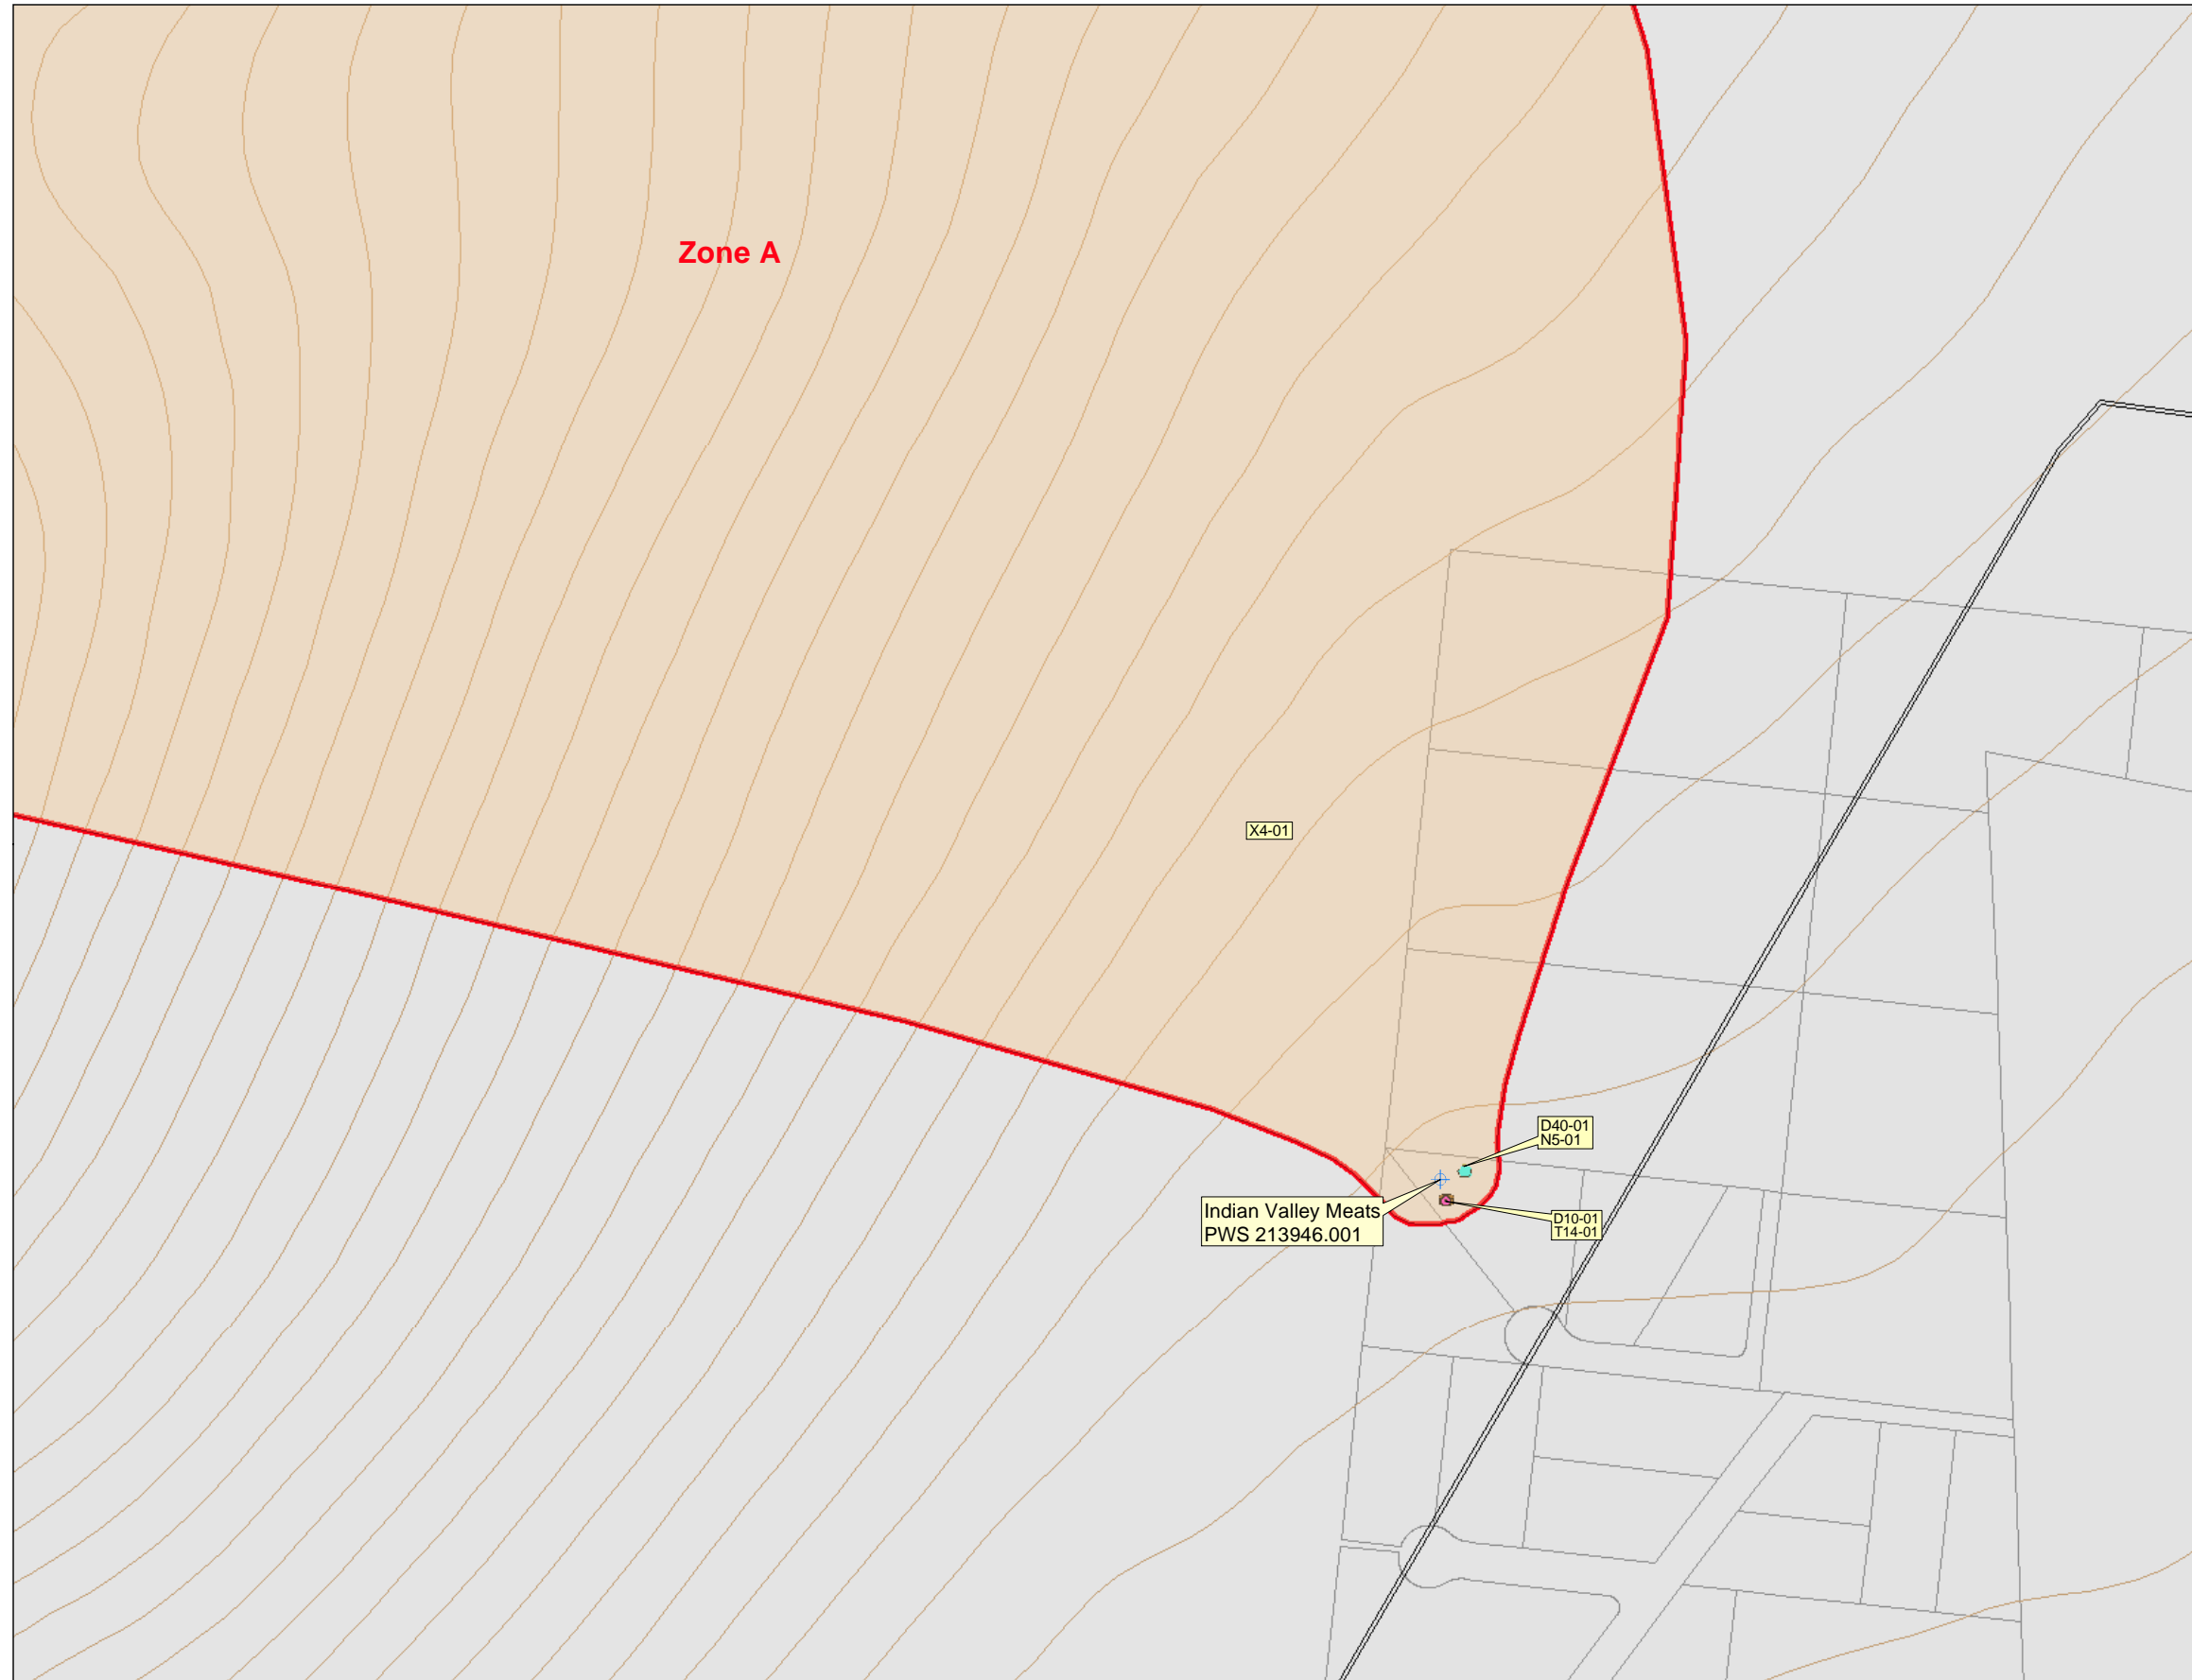 Zone A
X4-01
D40-01
N5-01
Indian Valley Meats
PWS 213946.001
D10-01
T14-01